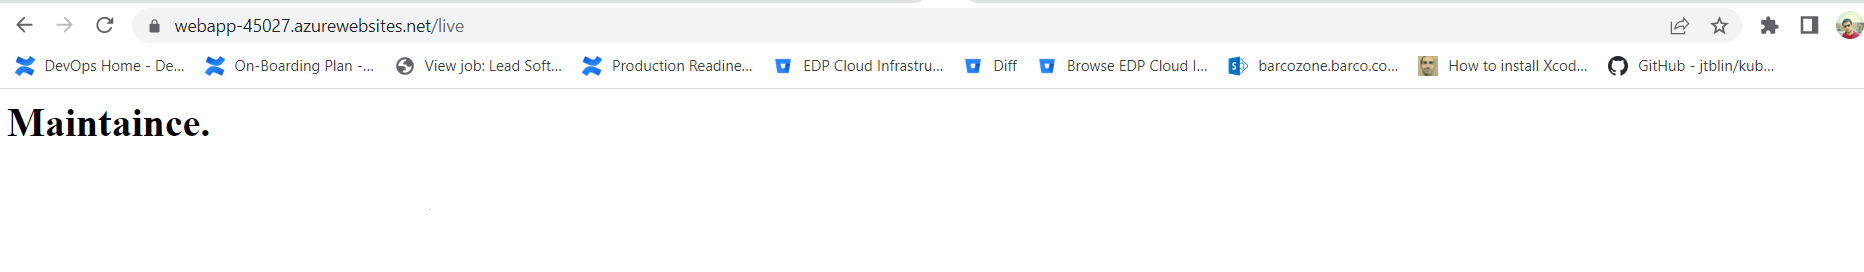 webapp-45027.azurewebsites.net/live
DevOps Home - De... On-Boarding Plan -... View job: Lead Soft... Production Readine... EDP Cloud Infrastru... Diff Browse EDP Cloud I... barcozone.barco.co... How to install Xcod... GitHub - jtblin/kub...
Maintaince.